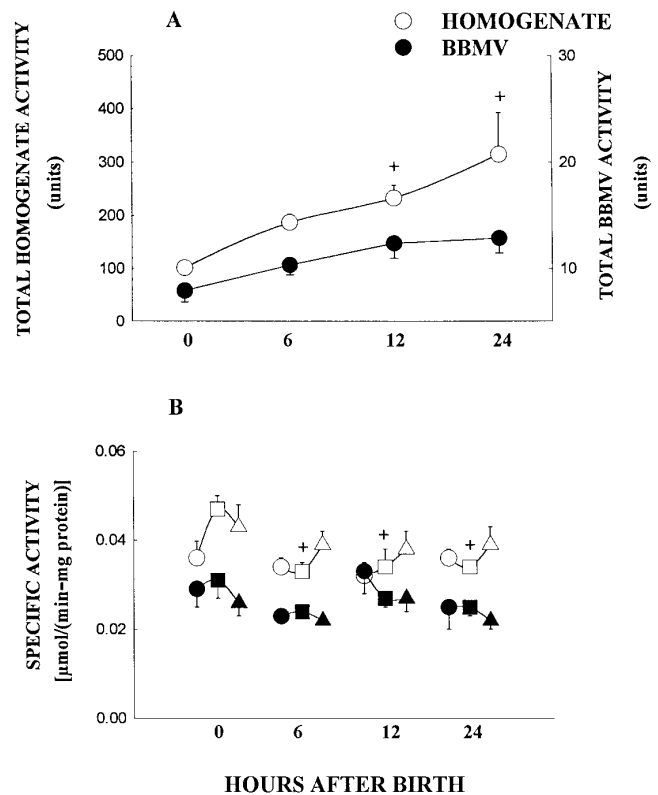 A
HOMOGENATE
BBMV
TOTAL HOMOGENATE ACTIVITY
(units)
500
400
300
200
100
0
30
20
10
TOTAL BBMV ACTIVITY
(units)
+
+
0 6 12 24
B
SPECIFIC ACTIVITY
[µmol/(min-mg protein)]
0.06
0.04
0.02
0.00
+
+
+
0 6 12 24
HOURS AFTER BIRTH